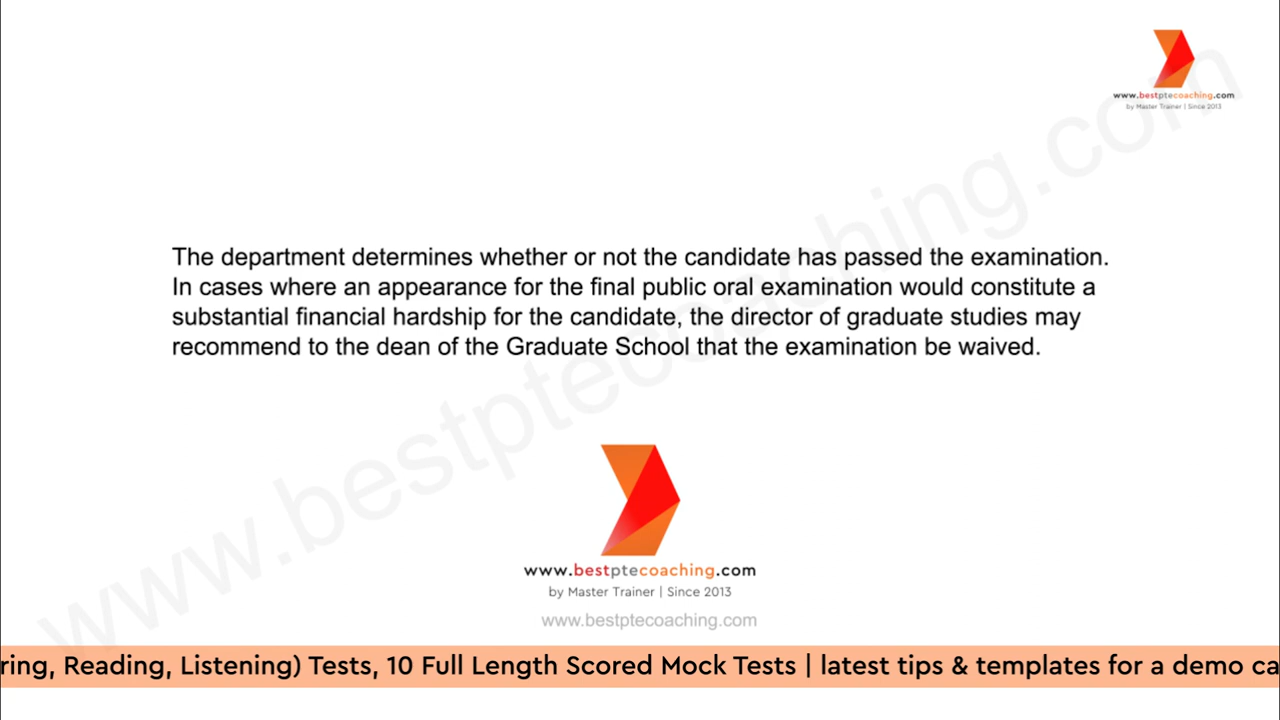 www.bestptecoaching.com
by Master Trainer | Since 2013
The department determines whether or not the candidate has passed the examination.
In cases where an appearance for the final public oral examination would constitute a
substantial financial hardship for the candidate, the director of graduate studies may
recommend to the dean of the Graduate School that the examination be waived.
www.bestptecoaching.com
www.bestptecoaching.com
by Master Trainer | Since 2013
www.bestptecoaching.com
ring, Reading, Listening) Tests, 10 Full Length Scored Mock Tests | latest tips & templates for a demo ca